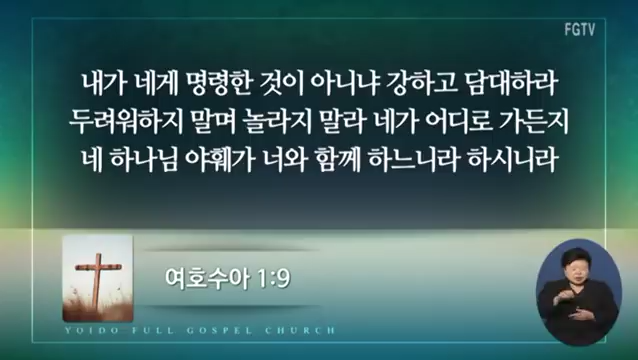 FGTV
내가 네게 명령한 것이 아니냐 강하고 담대하라
두려워하지 말며 놀라지 말라 네가 어디로 가든지
네 하나님 야훼가 너와 함께 하느니라 하시니라
여호수아 1:9
YOIDO FULL GOSPEL CHURCH